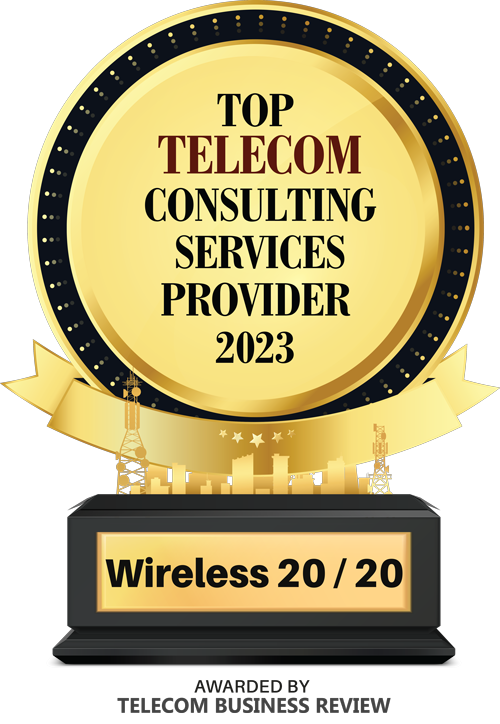 TOP
TELECOM
CONSULTING
SERVICES
PROVIDER
2023
Wireless 20 / 20
AWARDED BY
TELECOM BUSINESS REVIEW